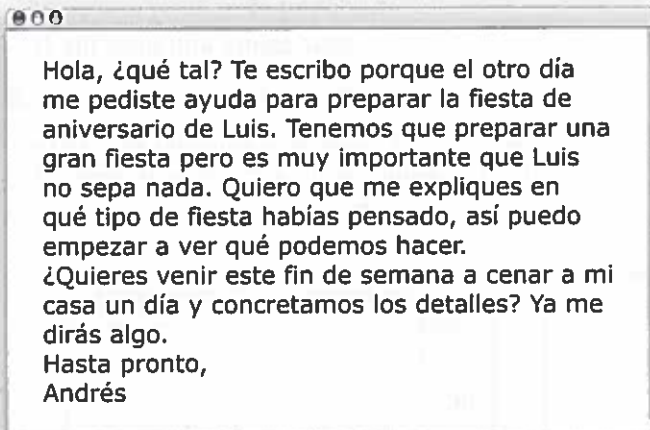 Hola, ¿qué tal? Te escribo porque el otro día
me pediste ayuda para preparar la fiesta de
aniversario de Luis. Tenemos que preparar una
gran fiesta pero es muy importante que Luis
no sepa nada. Quiero que me expliques en
qué tipo de fiesta habías pensado, así puedo
empezar a ver qué podemos hacer.
¿Quieres venir este fin de semana a cenar a mi
casa un día y concretamos los detalles? Ya me
dirás algo.
Hasta pronto,
Andrés